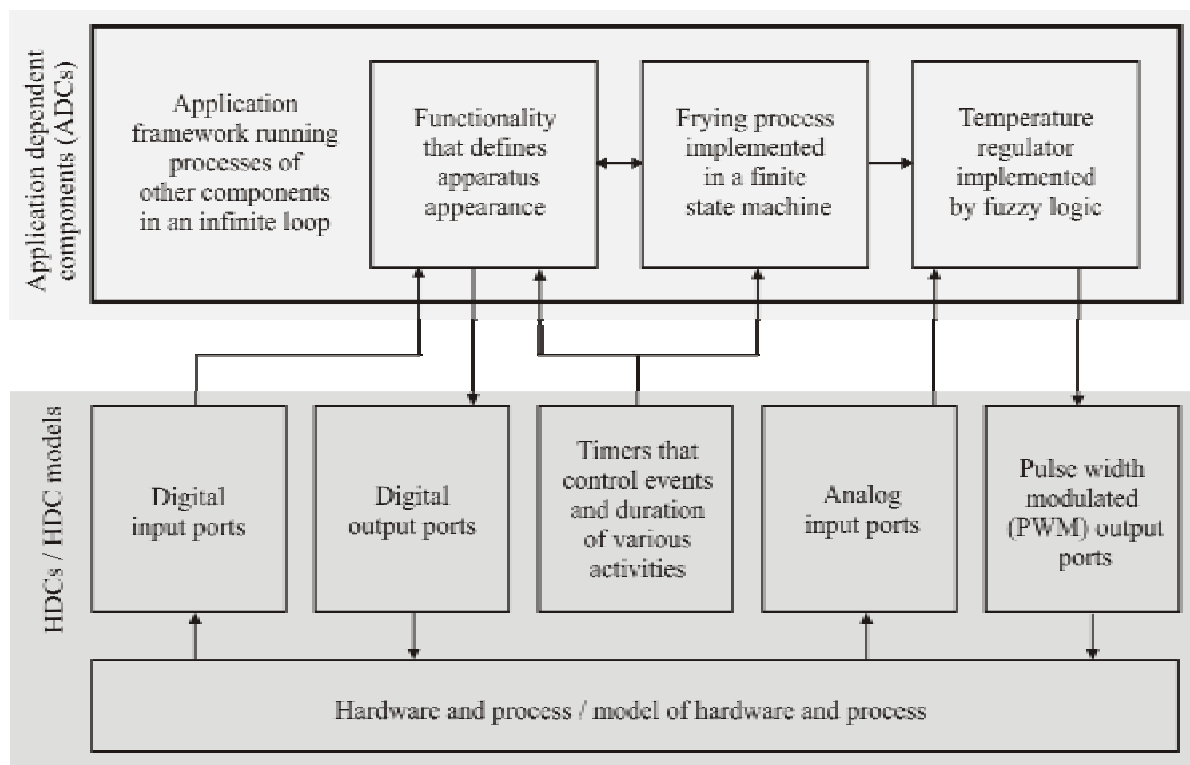 Application dependent
components (ADCs)
Application
framework running
processes of
other components
in an infinite loop
Functionality
that defines
apparatus
appearance
Frying process
implemented
in a finite
state machine
Temperature
regulator
implemented
by fuzzy logic
HDCs / HDC models
Digital
input ports
Digital
output ports
Timers that
control events
and duration
of various
activities
Analog
input ports
Pulse width
modulated
(PWM) output
ports
Hardware and process / model of hardware and process